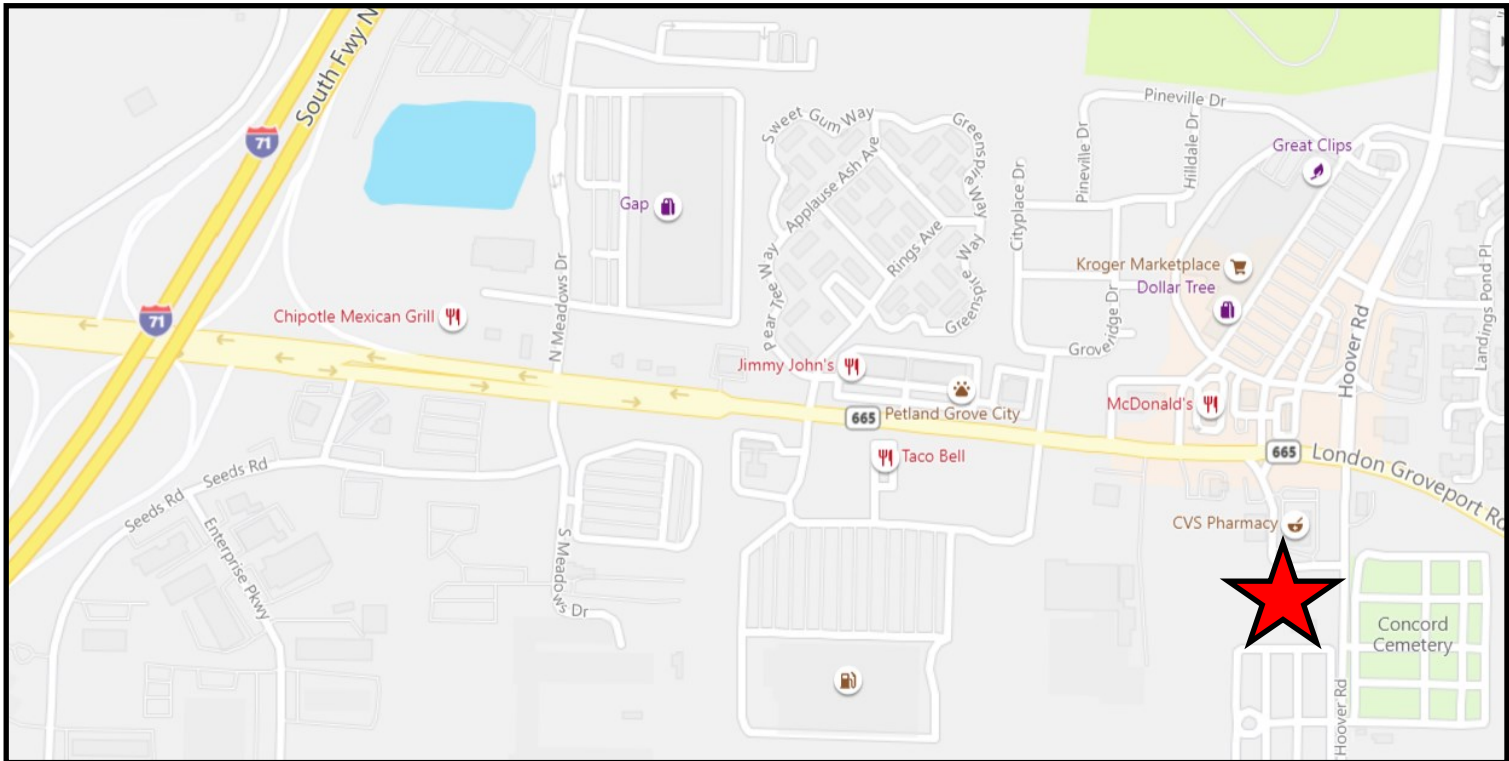 South Fwy N
71
71
Gap
Chipotle Mexican Grill
N Meadows Dr
Sweet Gum Way
Applause Ash Ave
Greenspire Way
Rings Ave
Pear Tree Way
Greenspire Way
Cityplace Dr
Pineville Dr
Pineville Dr
Hilldale Dr
Great Clips
Kroger Marketplace
Dollar Tree
Groveridge Dr
Hoover Rd
Landings Pond Pl
Jimmy John's
Petland Grove City
McDonald's
665
665
London Groveport Rd
Taco Bell
CVS Pharmacy
Seeds Rd
Seeds Rd
Enterprise Pkwy
S Meadows Dr
Concord
Cemetery
Hoover Rd